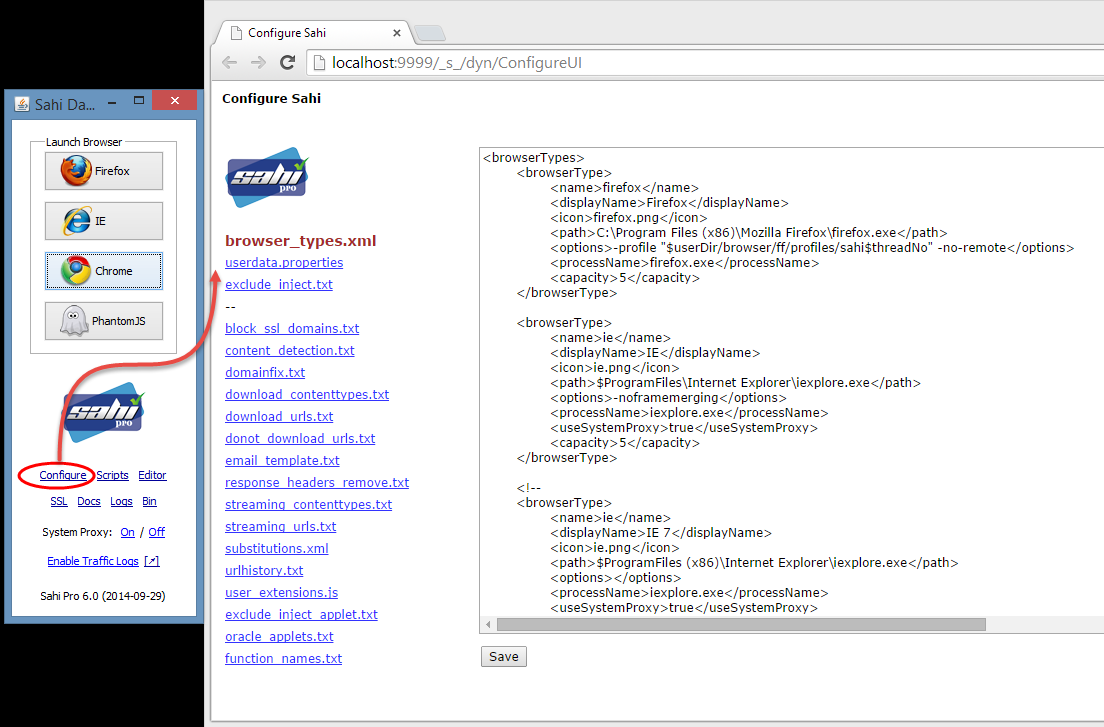 Sahi Da...
Launch Browser
Firefox
IE
Chrome
PhantomJS
sahi
pro
Configure Scripts Editor
SSL Docs Logs Bin
System Proxy: On / Off
Enable Traffic Logs [↗]
Sahi Pro 6.0 (2014-09-29)
Configure Sahi
localhost:9999/_s_/dyn/ConfigureUI
Configure Sahi
sahi
pro
browser_types.xml
userdata.properties
exclude_inject.txt
--
block_ssl_domains.txt
content_detection.txt
domainfix.txt
download_contenttypes.txt
download_urls.txt
donot_download_urls.txt
email_template.txt
response_headers_remove.txt
streaming_contenttypes.txt
streaming_urls.txt
substitutions.xml
urlhistory.txt
user_extensions.js
exclude_inject_applet.txt
oracle_applets.txt
function_names.txt
<browserTypes>
<browserType>
<name>firefox</name>
<displayName>Firefox</displayName>
<icon>firefox.png</icon>
<path>C:\Program Files (x86)\Mozilla Firefox\firefox.exe</path>
<options>-profile "$userDir/browser/ff/profiles/sahi$threadNo" -no-remote</options>
<processName>firefox.exe</processName>
<capacity>5</capacity>
</browserType>
<browserType>
<name>ie</name>
<displayName>IE</displayName>
<icon>ie.png</icon>
<path>$ProgramFiles\Internet Explorer\iexplore.exe</path>
<options>-noframemerging</options>
<processName>iexplore.exe</processName>
<useSystemProxy>true</useSystemProxy>
<capacity>5</capacity>
</browserType>
<!--
<browserType>
<name>ie</name>
<displayName>IE 7</displayName>
<icon>ie.png</icon>
<path>$ProgramFiles (x86)\Internet Explorer\iexplore.exe</path>
<options></options>
<processName>iexplore.exe</processName>
<useSystemProxy>true</useSystemProxy>
Save